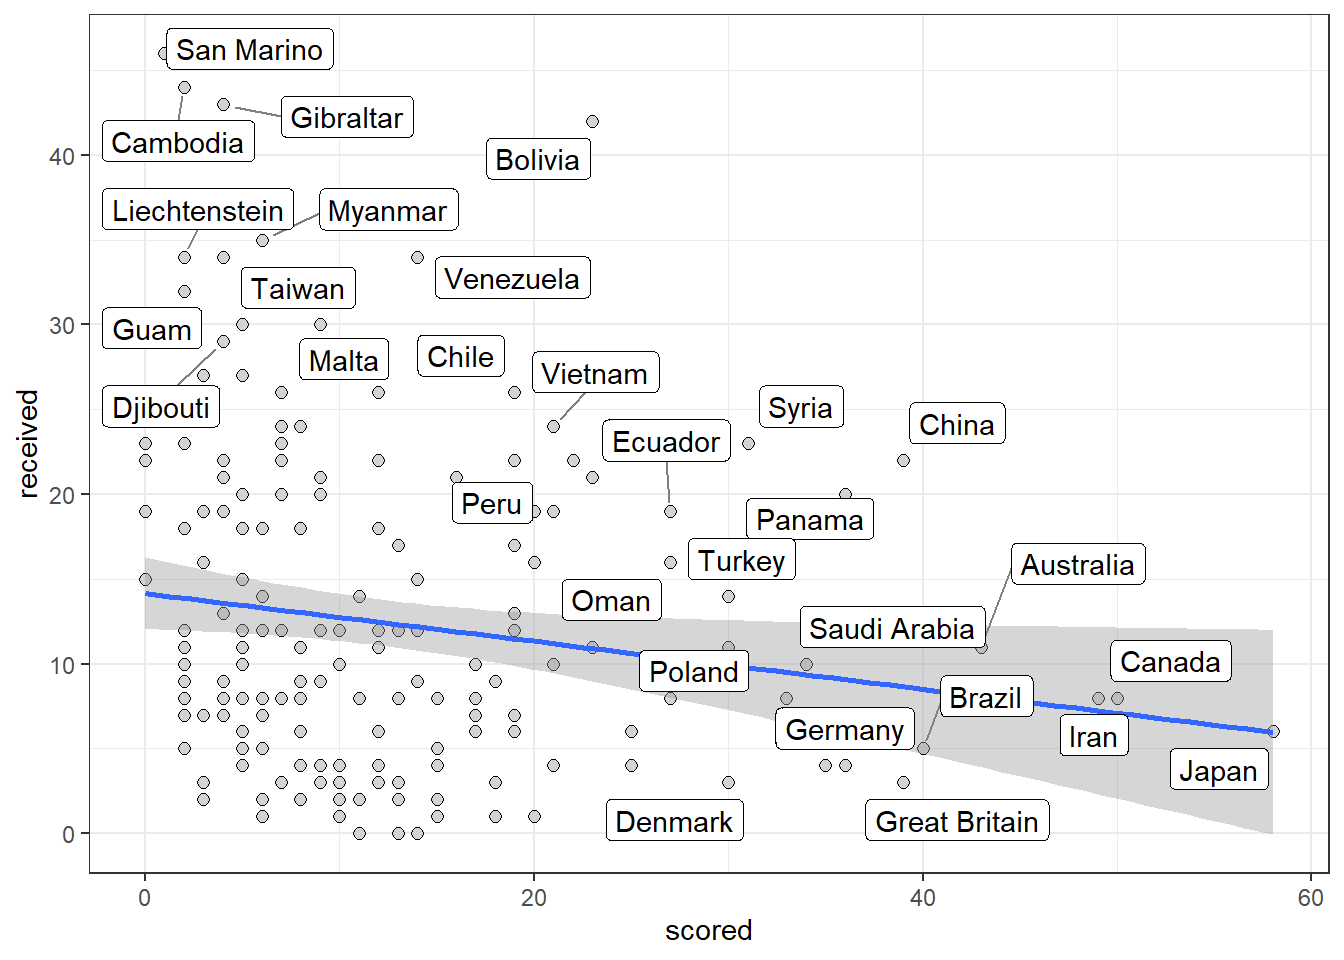 San Marino
Gibraltar
Cambodia
Bolivia
40
Liechtenstein
Myanmar
Venezuela
Taiwan
30
Guam
Malta
Chile
Vietnam
Djibouti
Syria
China
Ecuador
received
20
Peru
Panama
Turkey
Australia
Oman
Saudi Arabia
10
Poland
Canada
Brazil
Germany
Iran
Japan
0
Denmark
Great Britain
0
20
40
60
scored